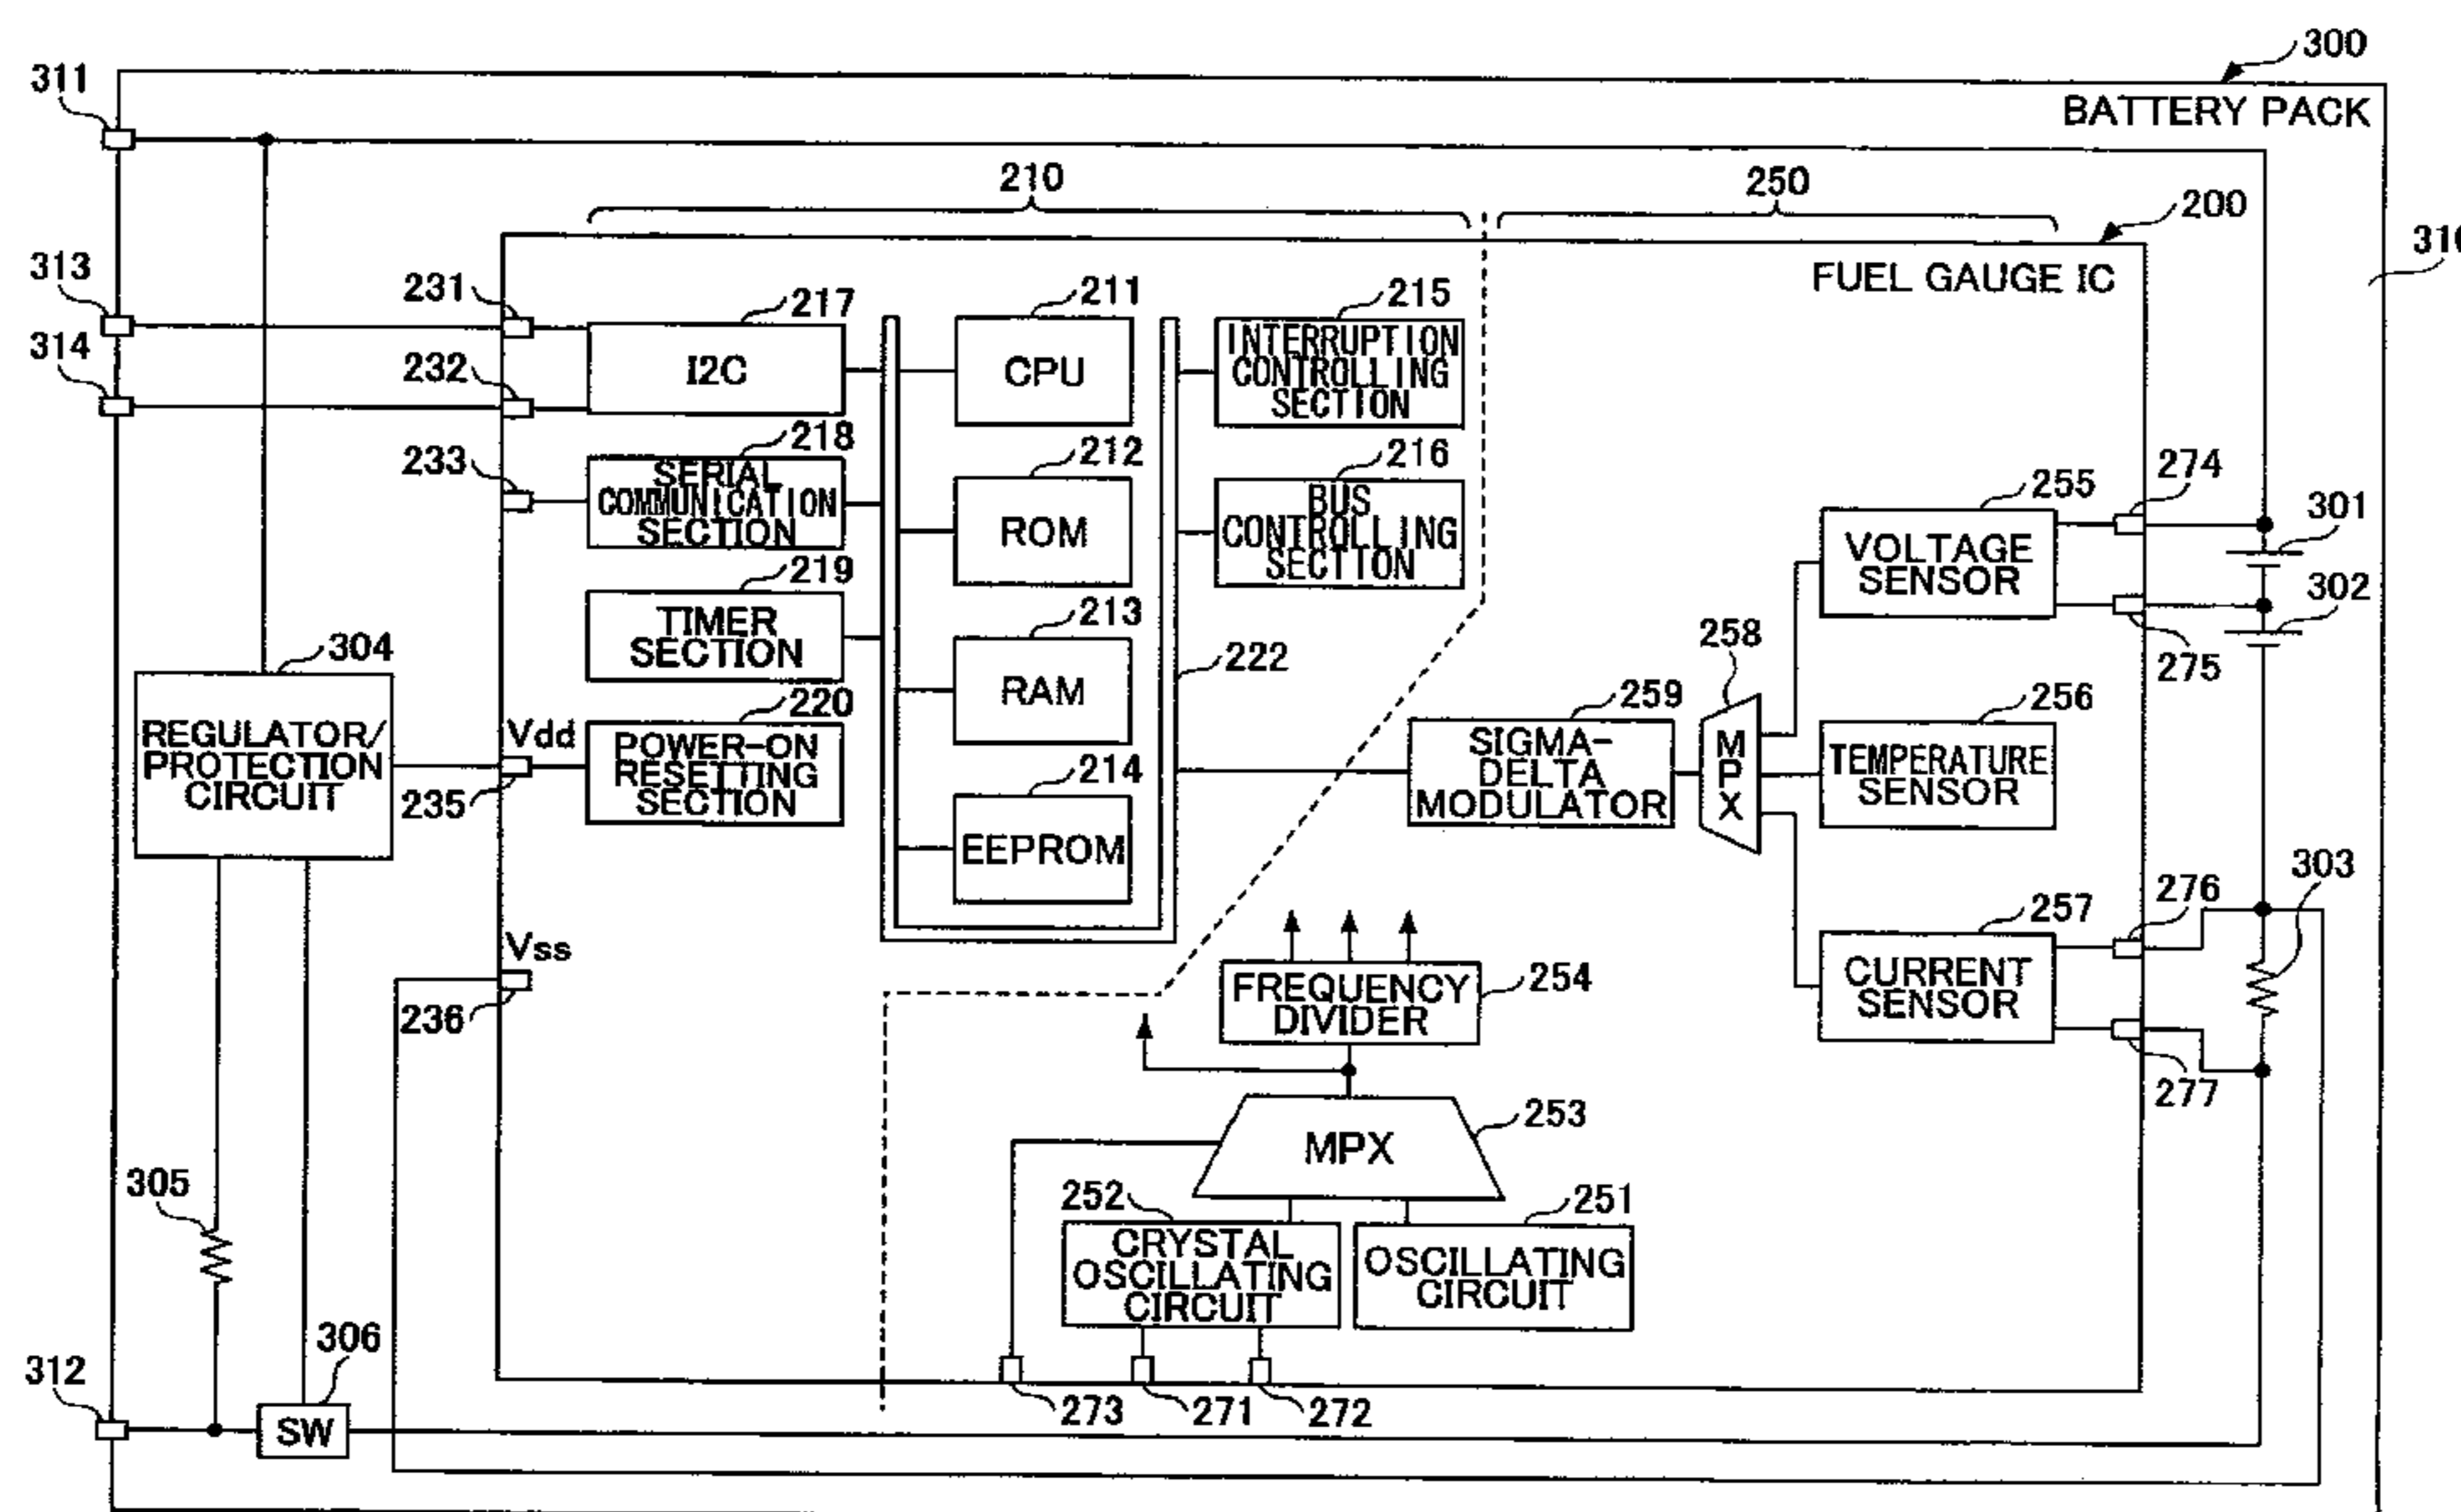 300
311
BATTERY PACK
210
250
200
310
313
231
217
211
215
FUEL GAUGE IC
314
232
I2C
CPU
INTERRUPTION
CONTROLLING
SECTION
233
218
212
216
274
SERIAL
COMMUNICATION
SECTION
ROM
BUS
CONTROLLING
SECTION
255
301
VOLTAGE
SENSOR
219
213
302
TIMER
SECTION
RAM
222
258
275
304
220
259
256
REGULATOR/
PROTECTION
CIRCUIT
Vdd
235
POWER-ON
RESETTING
SECTION
214
EEPROM
SIGMA-
DELTA
MODULATOR
M
P
X
TEMPERATURE
SENSOR
303
276
257
Vss
236
FREQUENCY
DIVIDER
254
CURRENT
SENSOR
277
MPX
253
305
252
251
CRYSTAL
OSCILLATING
CIRCUIT
OSCILLATING
CIRCUIT
306
312
SW
273
271
272